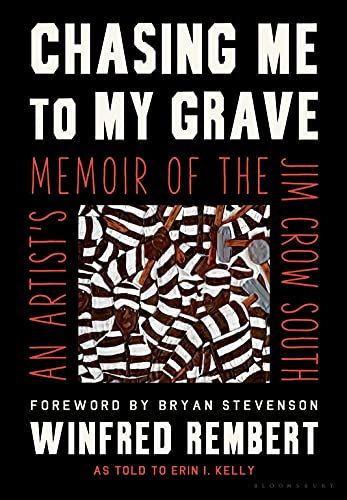 CHASING ME
TO MY GRAVE
AN ARTIST'S
MEMOIR OF THE
JIM CROW SOUTH
FOREWORD BY BRYAN STEVENSON
WINFRED REMBERT
AS TOLD TO ERIN I. KELLY
BLOOMSBURY